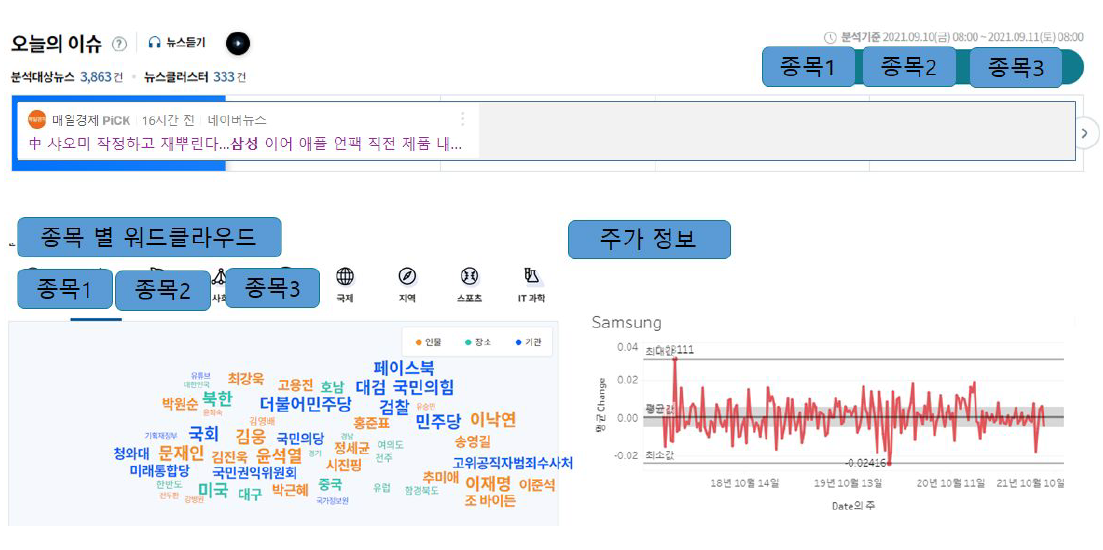 오늘의 이슈 ? 뉴스듣기
분석기준 2021.09.10(금) 08:00 ~ 2021.09.11(토) 08:00
분석대상뉴스 3,863건 뉴스클러스터 333건
종목1 종목2 종목3
매일경제 PiCK 16시간 전 네이버뉴스
中 샤오미 작정하고 재뿌린다...삼성 이어 애플 언팩 직전 제품 내...
종목 별 워드클라우드
종목1 종목2 종목3
국제 지역 스포츠 IT 과학
인물 장소 기관
페이스북
유튜브 최강욱 고용진 호남 대검 국민의힘
대한민국
박원순 북한 더불어민주당 검찰 유승민
윤희숙
김영배 홍준표 민주당 이낙연
기획재정부 국회 김웅 국민의당 경남 여의도 송영길
청와대 문재인 김진욱 윤석열 경기 정세균 전주
미래통합당 국민권익위원회 시진핑 고위공직자범죄수사처
한반도 미국 대구 박근혜 중국 유럽 함경북도 추미애 이재명 이준석
전두환 김병원 국가정보원 조 바이든
주가 정보
Samsung
평균 Change
0.04
0.02
0.00
-0.02
최대값
평균값
최소값
-0.02416
18년 10월 14일 19년 10월 13일 20년 10월 11일 21년 10월 10일
Date의 주